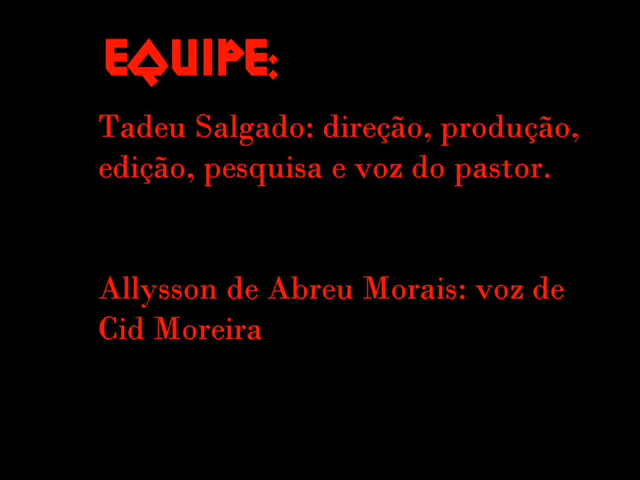 EQUIPE:
Tadeu Salgado: direção, produção,
edição, pesquisa e voz do pastor.
Allysson de Abreu Morais: voz de
Cid Moreira